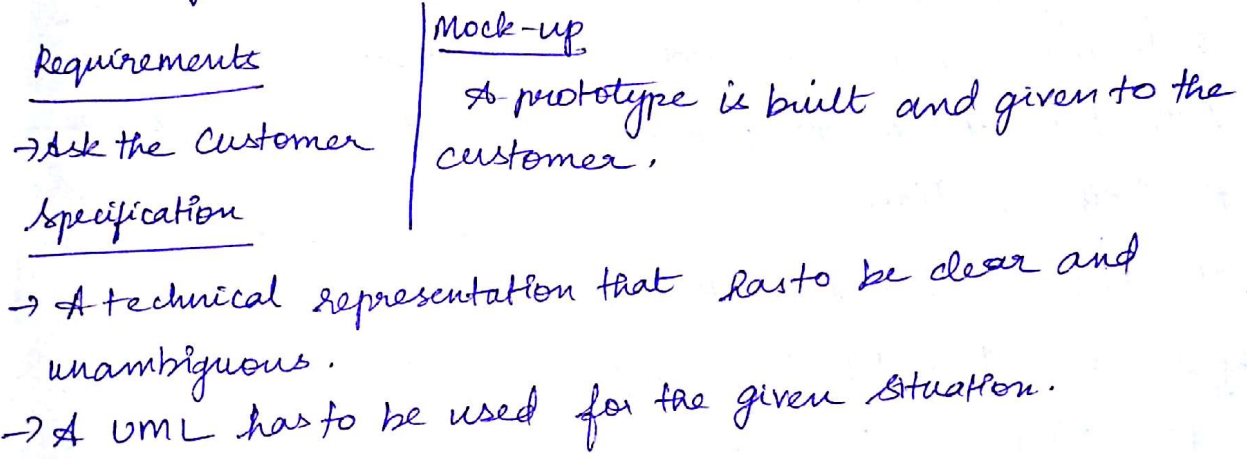 Requirements
→ Ask the Customer
Mock-up
A prototype is built and given to the
customer.
Specification
→ A technical representation that has to be clear and
unambiguous.
→ A UML has to be used for the given situation.